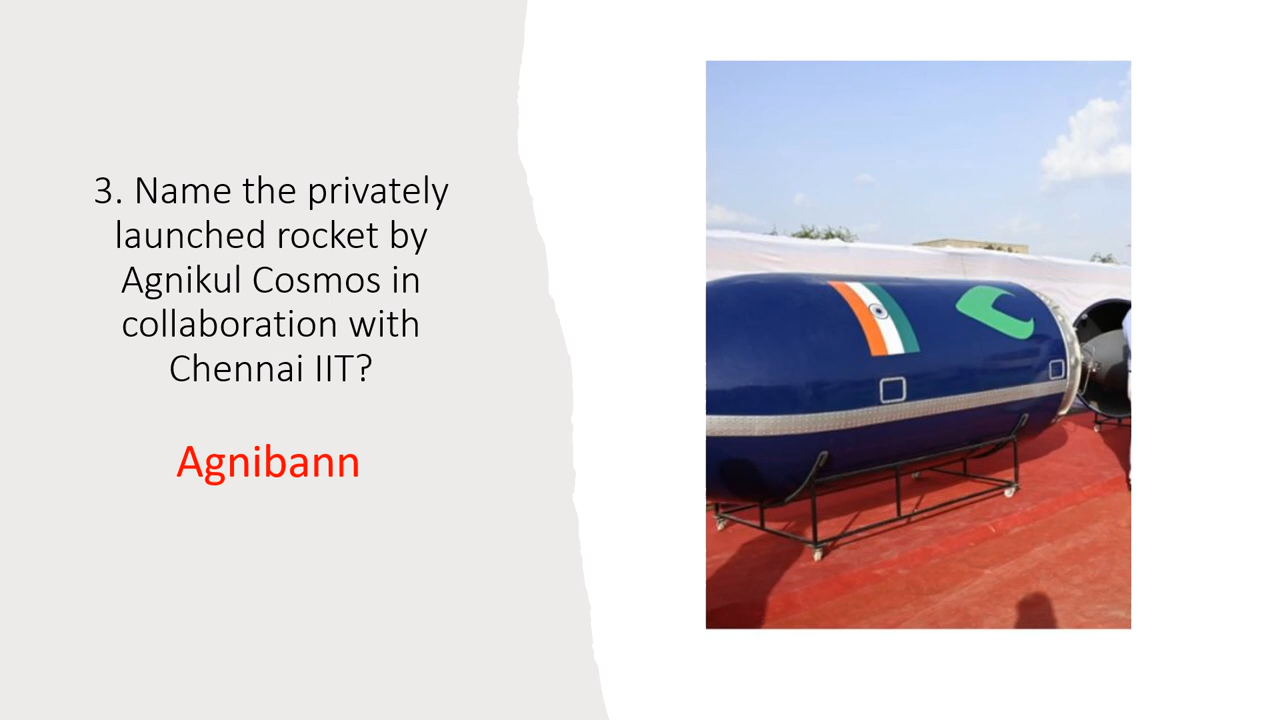 3. Name the privately
launched rocket by
Agnikul Cosmos in
collaboration with
Chennai IIT?
Agnibann